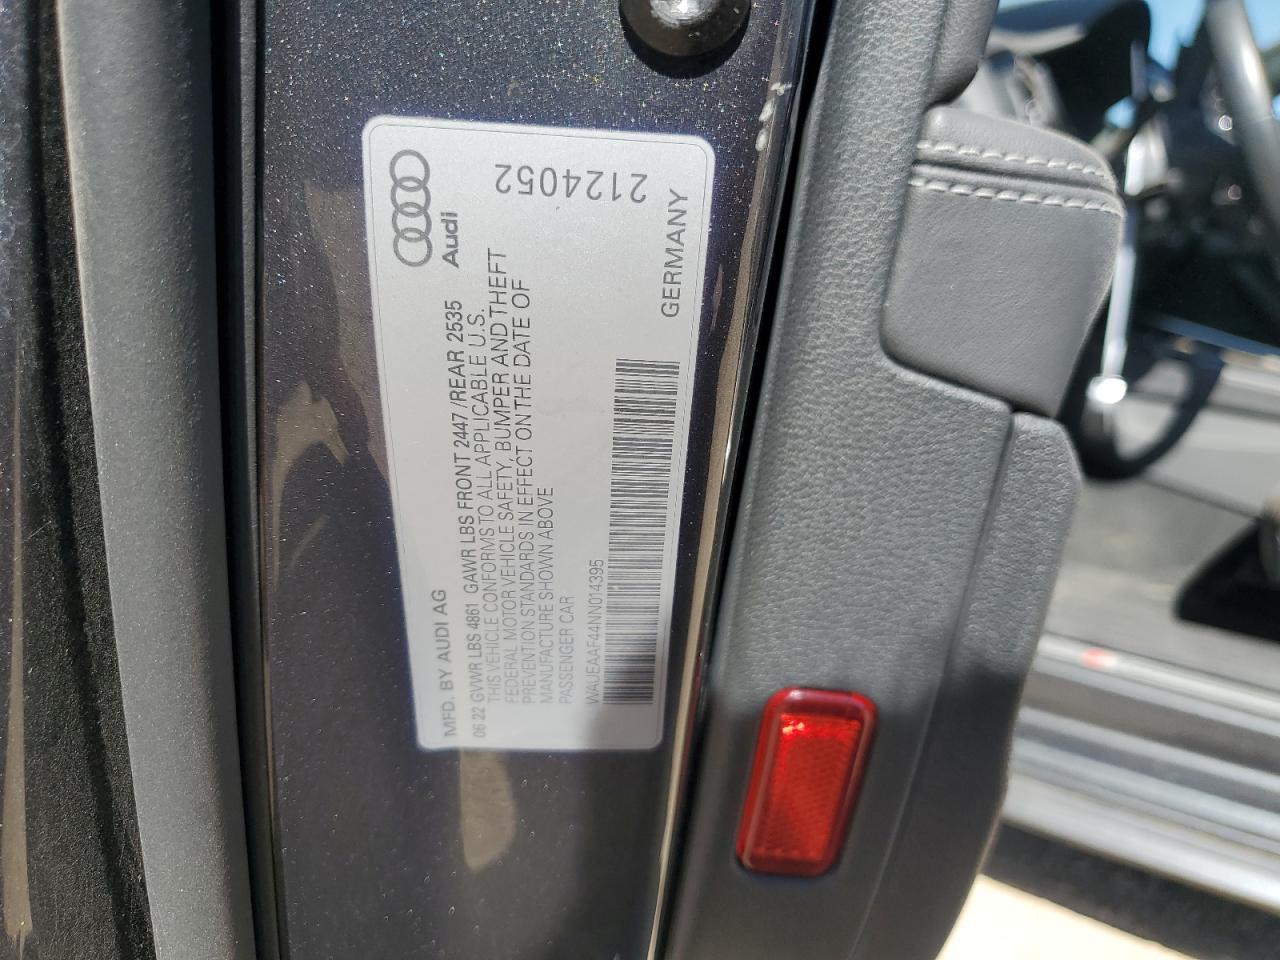 Audi
2124052
GERMANY
MFD. BY AUDI AG
06 22 GVWR LBS 4861 GAWR LBS FRONT 2447 /REAR 2535
THIS VEHICLE CONFORMS TO ALL APPLICABLE U.S.
FEDERAL MOTOR VEHICLE SAFETY, BUMPER AND THEFT
PREVENTION STANDARDS IN EFFECT ON THE DATE OF
MANUFACTURE SHOWN ABOVE
PASSENGER CAR
WAUEAAF44NN014395